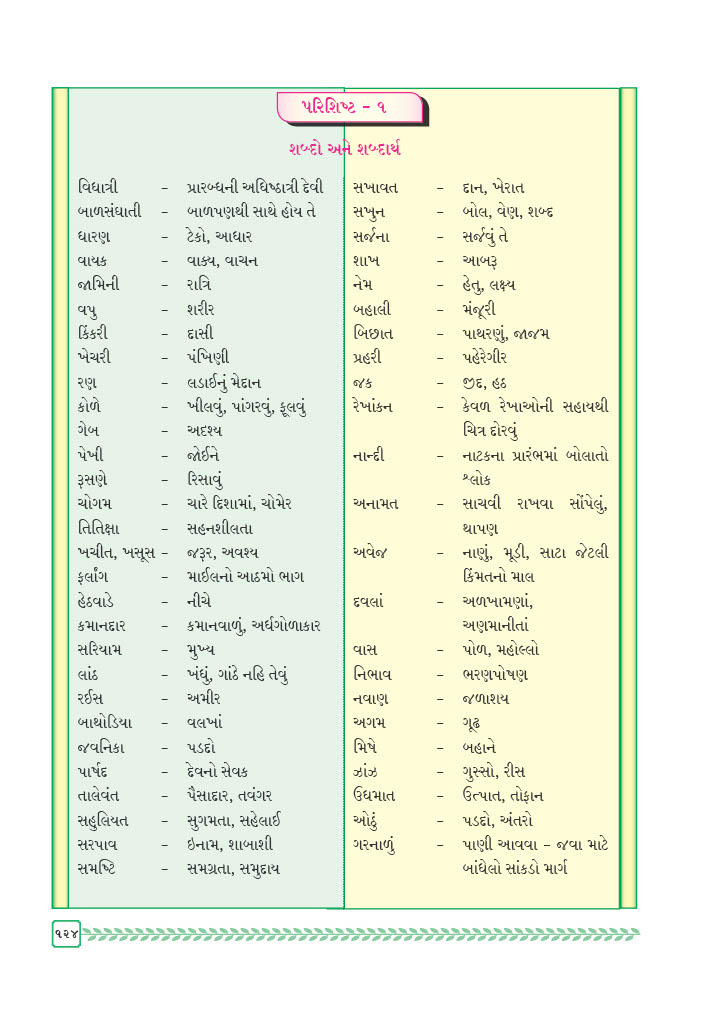 પરિશિષ્ટ – ૧
શબ્દો અને શબ્દાર્થ
વિધાત્રી – પ્રારબ્ધની અધિષ્ઠાત્રી દેવી
બાળસંઘાતી – બાળપણથી સાથે હોય તે
ધારણ – ટેકો, આધાર
વાયક – વાક્ય, વાચન
જામિની – રાત્રિ
વપુ – શરીર
કિંકરી – દાસી
ખેચરી – પંખિણી
રણ – લડાઈનું મેદાન
કોળે – ખીલવું, પાંગરવું, ફૂલવું
ગેબ – અદૃશ્ય
પેખી – જોઈને
રૂસણે – રિસાવું
ચોગમ – ચારે દિશામાં, ચોમેર
તિતિક્ષા – સહનશીલતા
ખચીત, ખસૂસ – જરૂર, અવશ્ય
ફર્લાંગ – માઈલનો આઠમો ભાગ
હેઠવાડે – નીચે
કમાનદાર – કમાનવાળું, અર્ધગોળાકાર
સરિયામ – મુખ્ય
લાંઠ – ખંધું, ગાંઠે નહિ તેવું
રઈસ – અમીર
બાથોડિયા – વલખાં
જવનિકા – પડદો
પાર્ષદ – દેવનો સેવક
તાલેવંત – પૈસાદાર, તવંગર
સહુલિયત – સુગમતા, સહેલાઈ
સરપાવ – ઇનામ, શાબાશી
સમષ્ટિ – સમગ્રતા, સમુદાય
સખાવત – દાન, ખેરાત
સખુન – બોલ, વેણ, શબ્દ
સર્જના – સર્જવું તે
શાખ – આબરૂ
નેમ – હેતુ, લક્ષ્ય
બહાલી – મંજૂરી
બિછાત – પાથરણું, જાજમ
પ્રહરી – પહેરેગીર
જક – જીદ, હઠ
રેખાંકન – કેવળ રેખાઓની સહાયથી
ચિત્ર દોરવું
નાન્દી – નાટકના પ્રારંભમાં બોલાતો
શ્લોક
અનામત – સાચવી રાખવા સોંપેલું,
થાપણ
અવેજ – નાણું, મૂડી, સાટા જેટલી
કિંમતનો માલ
દવલાં – અળખામણાં,
અણમાનીતાં
વાસ – પોળ, મહોલ્લો
નિભાવ – ભરણપોષણ
નવાણ – જળાશય
અગમ – ગૂઢ
મિષે – બહાને
ઝાંઝ – ગુસ્સો, રીસ
ઉધમાત – ઉત્પાત, તોફાન
ઓઠું – પડદો, અંતરો
ગરનાળું – પાણી આવવા – જવા માટે
બાંધેલો સાંકડો માર્ગ
૧૨૪